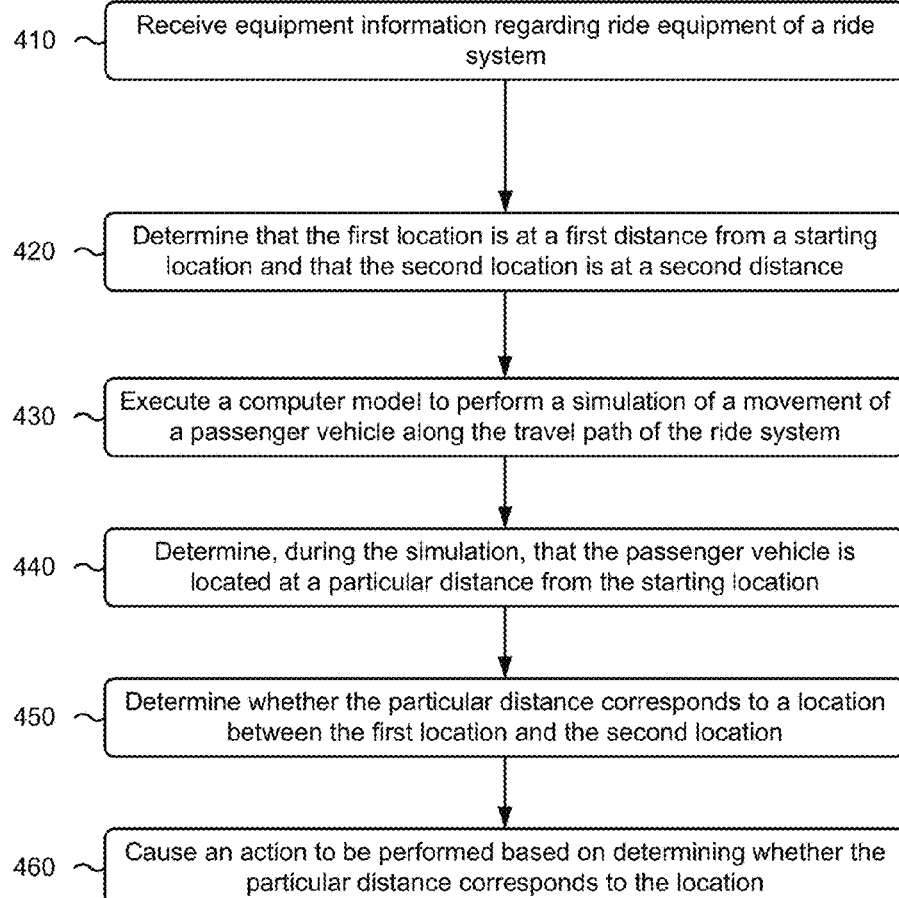 410
Receive equipment information regarding ride equipment of a ride
system
420
Determine that the first location is at a first distance from a starting
location and that the second location is at a second distance
430
Execute a computer model to perform a simulation of a movement of
a passenger vehicle along the travel path of the ride system
440
Determine, during the simulation, that the passenger vehicle is
located at a particular distance from the starting location
450
Determine whether the particular distance corresponds to a location
between the first location and the second location
460
Cause an action to be performed based on determining whether the
particular distance corresponds to the location